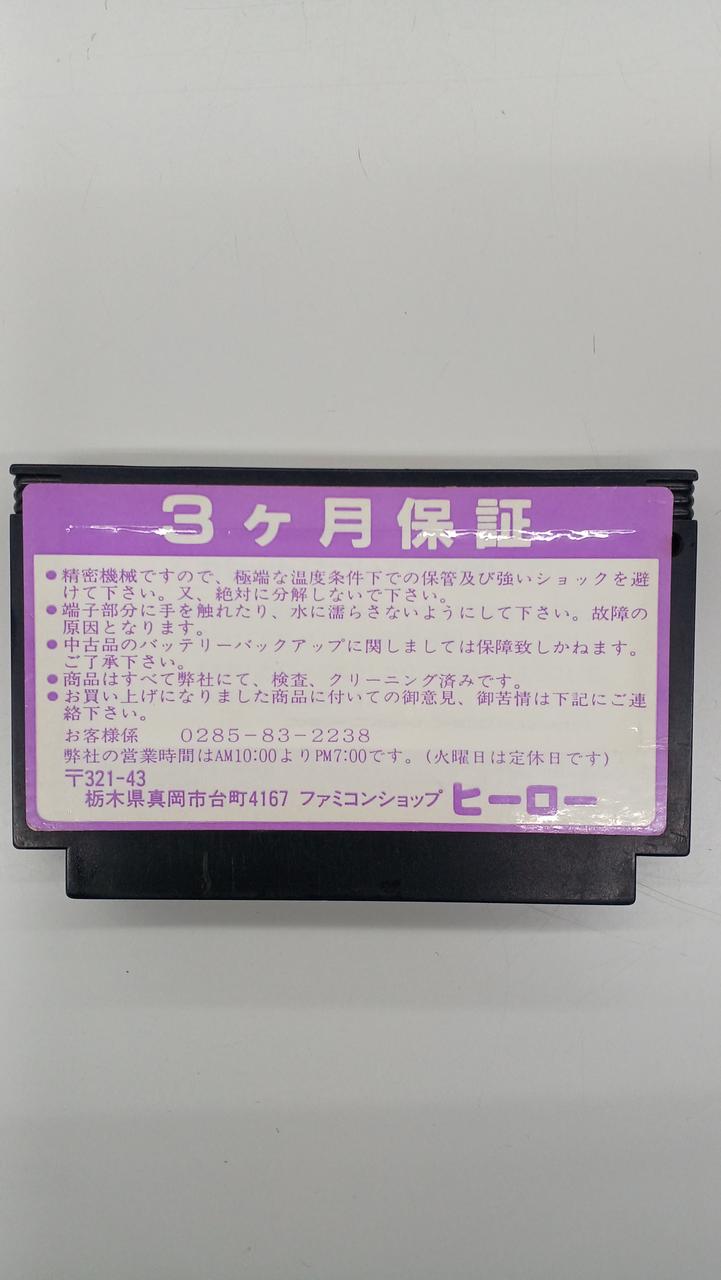 3ヶ月保証
●精密機械ですので、極端な温度条件下での保管及び強いショックを避
けて下さい。又、絶対に分解しないで下さい。
●端子部分に手を触れたり、水に濡らさないようにして下さい。故障の
原因となります。
●中古品のバッテリーバックアップに関しましては保障致しかねます。
ご了承下さい。
●商品はすべて弊社にて、検査、クリーニング済みです。
●お買い上げになりました商品に付いての御意見、御苦情は下記にご連
絡下さい。
お客様係 0285-83-2238
弊社の営業時間はAM10:00よりPM7:00です。(火曜日は定休日です)
〒321-43
栃木県真岡市台町4167 ファミコンショップ ヒーロー